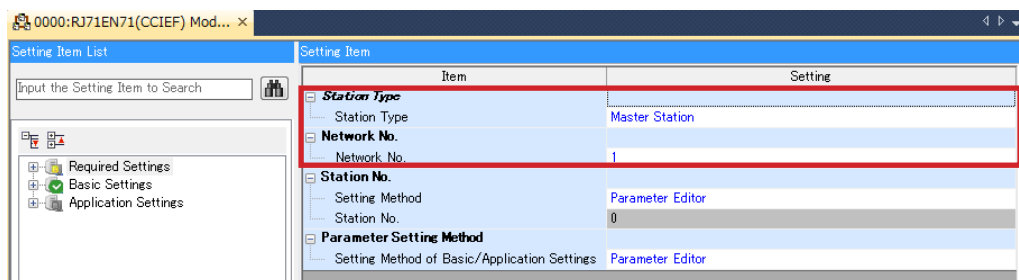 0000:RJ71EN71(CCIEF) Mod... ×
Setting Item List
Input the Setting Item to Search
Required Settings
Basic Settings
Application Settings
Setting Item
Item Setting
Station Type
Station Type Master Station
Network No.
Network No. 1
Station No.
Setting Method Parameter Editor
Station No. 0
Parameter Setting Method
Setting Method of Basic/Application Settings Parameter Editor